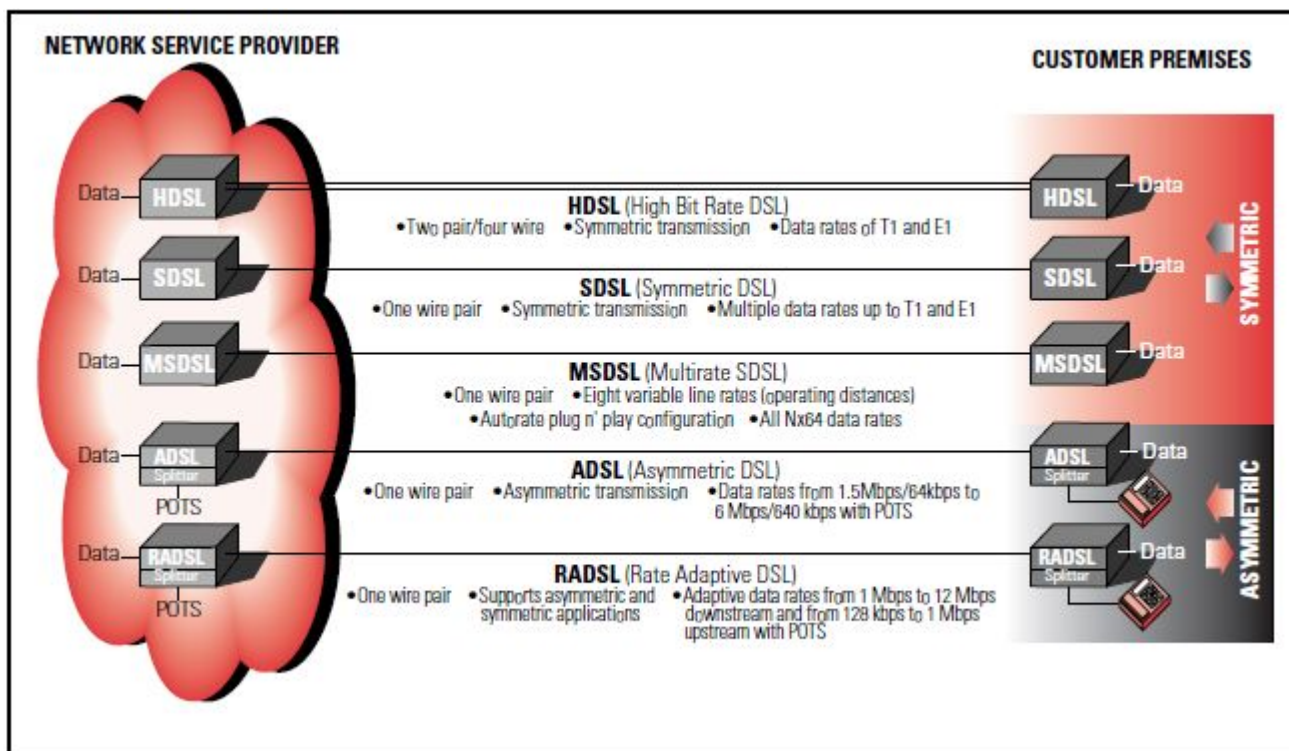 NETWORK SERVICE PROVIDER
CUSTOMER PREMISES
Data
HDSL
HDSL
Data
HDSL (High Bit Rate DSL)
•Two pair/four wire •Symmetric transmission •Data rates of T1 and E1
Data
SDSL
SDSL
Data
SDSL (Symmetric DSL)
•One wire pair •Symmetric transmission •Multiple data rates up to T1 and E1
SYMMETRIC
Data
MSDSL
MSDSL
Data
MSDSL (Multirate SDSL)
•One wire pair •Eight variable line rates (operating distances)
•Autorate plug n' play configuration •All Nx64 data rates
Data
ADSL
Splitter
POTS
ADSL
Splitter
Data
ADSL (Asymmetric DSL)
•One wire pair •Asymmetric transmission •Data rates from 1.5Mbps/64kbps to
6 Mbps/640 kbps with POTS
ASYMMETRIC
Data
RADSL
Splitter
POTS
RADSL
Splitter
Data
RADSL (Rate Adaptive DSL)
•One wire pair •Supports asymmetric and •Adaptive data rates from 1 Mbps to 12 Mbps
symmetric applications downstream and from 128 kbps to 1 Mbps
upstream with POTS